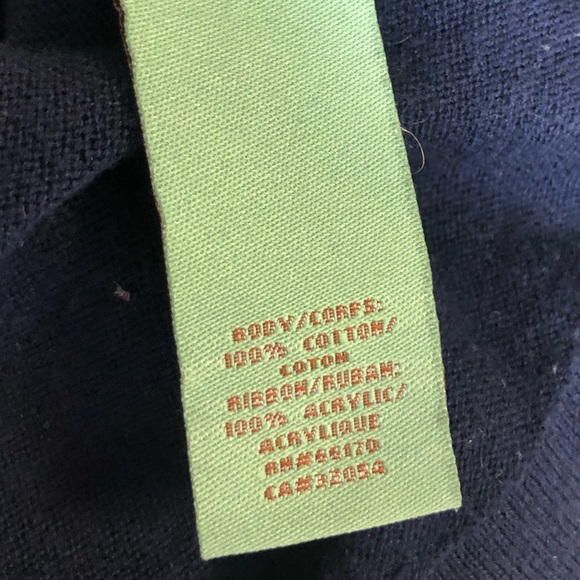 BODY/CORPS:
100% COTTON/
COTON
RIBBON/RUBAN:
100% ACRYLIC/
ACRYLIQUE
RN#66170
CA#32054